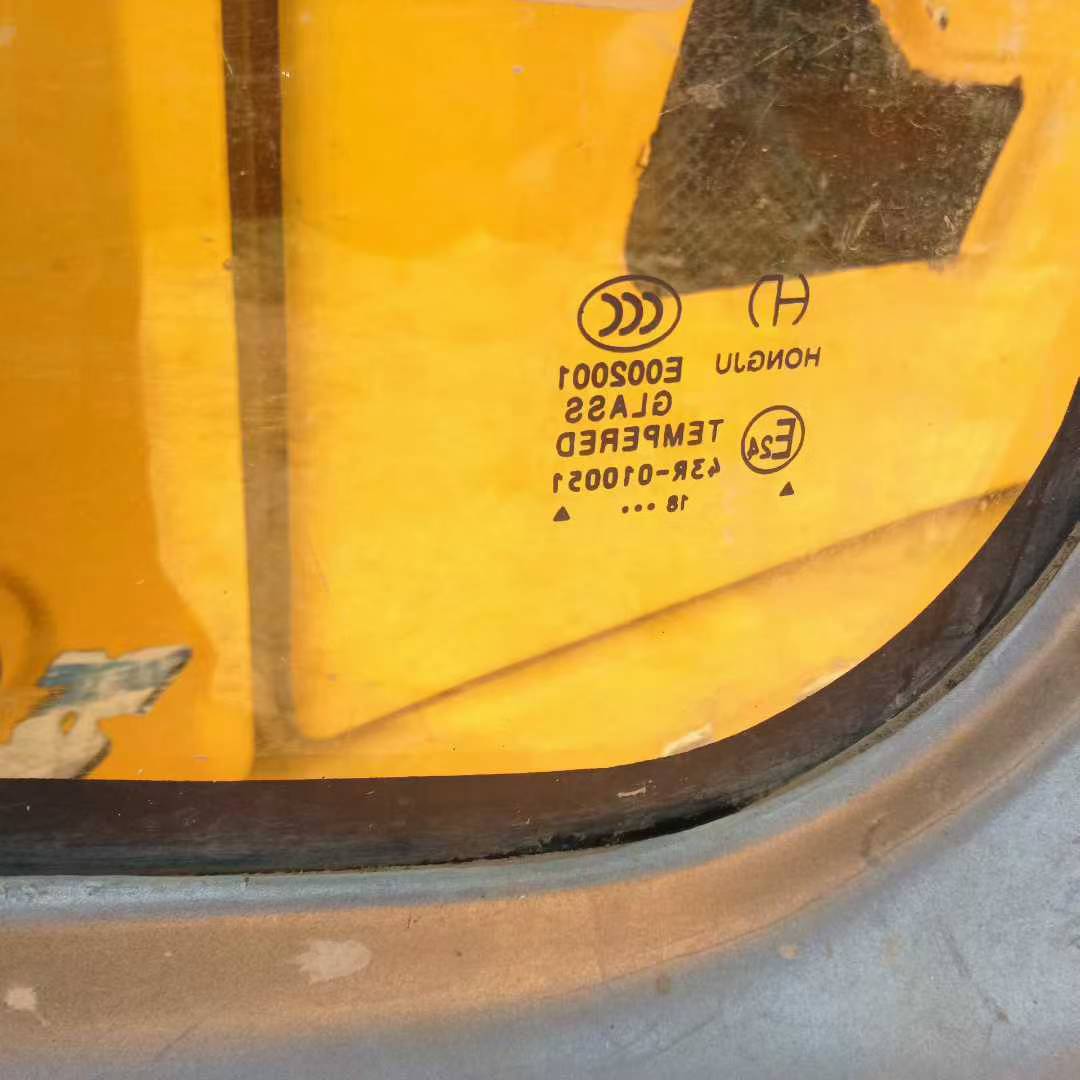 CCC
HONGJU
E002001
GLASS
TEMPERED
E24
43R-010051
18 •••